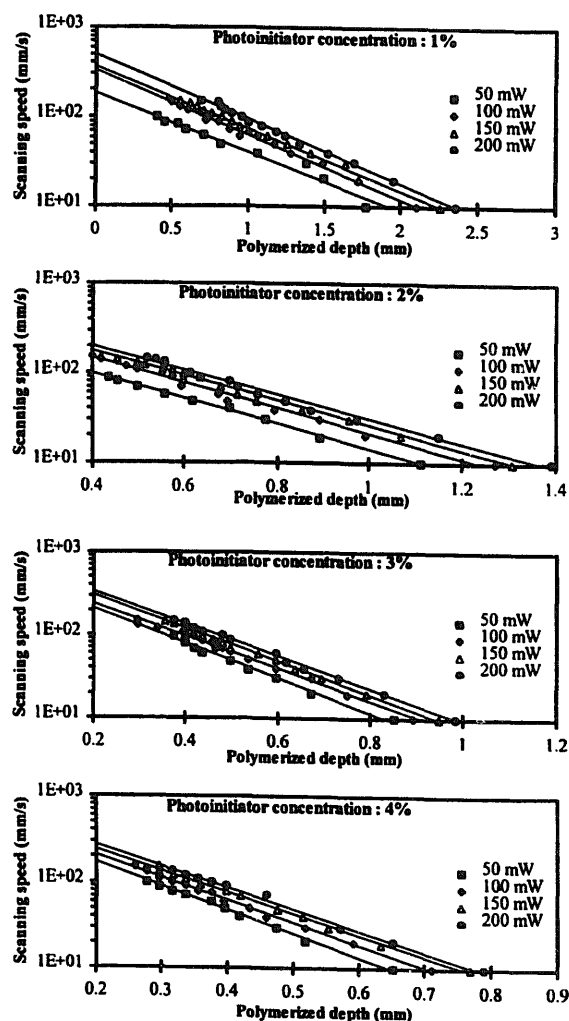 Photoinitiator concentration : 1%
Scanning speed (mm/s)
1E+03
1E+02
1E+01
50 mW
100 mW
150 mW
200 mW
0 0.5 1 1.5 2 2.5 3
Polymerized depth (mm)
Photoinitiator concentration : 2%
Scanning speed (mm/s)
1E+03
1E+02
1E+01
50 mW
100 mW
150 mW
200 mW
0.4 0.6 0.8 1 1.2 1.4
Polymerized depth (mm)
Photoinitiator concentration : 3%
Scanning speed (mm/s)
1E+03
1E+02
1E+01
50 mW
100 mW
150 mW
200 mW
0.2 0.4 0.6 0.8 1 1.2
Polymerized depth (mm)
Photoinitiator concentration : 4%
Scanning speed (mm/s)
1E+03
1E+02
1E+01
50 mW
100 mW
150 mW
200 mW
0.2 0.2 0.3 0.4 0.5 0.6 0.7 0.8 0.9
Polymerized depth (mm)